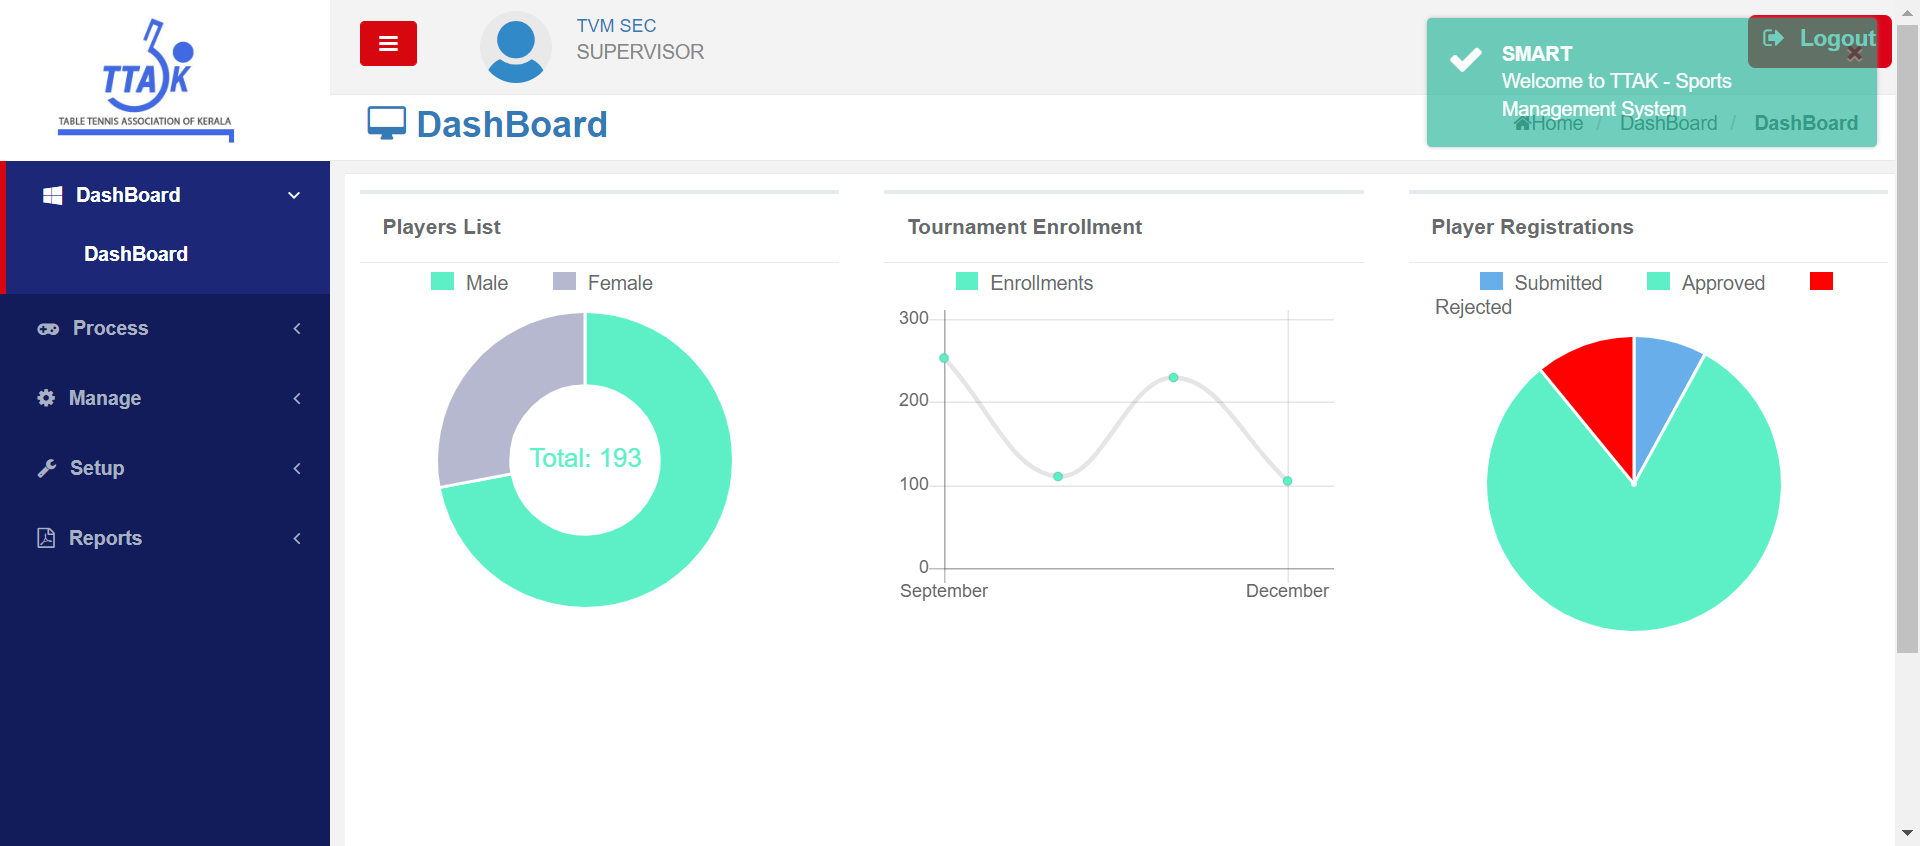 TTAK
TABLE TENNIS ASSOCIATION OF KERALA
TVM SEC
SUPERVISOR
Logout
SMART
Welcome to TTAK - Sports
Management System
DashBoard
Home / DashBoard / DashBoard
DashBoard
DashBoard
Process
Manage
Setup
Reports
Players List
Male Female
Total: 193
Tournament Enrollment
Enrollments
300
200
100
0
September December
Player Registrations
Submitted Approved
Rejected